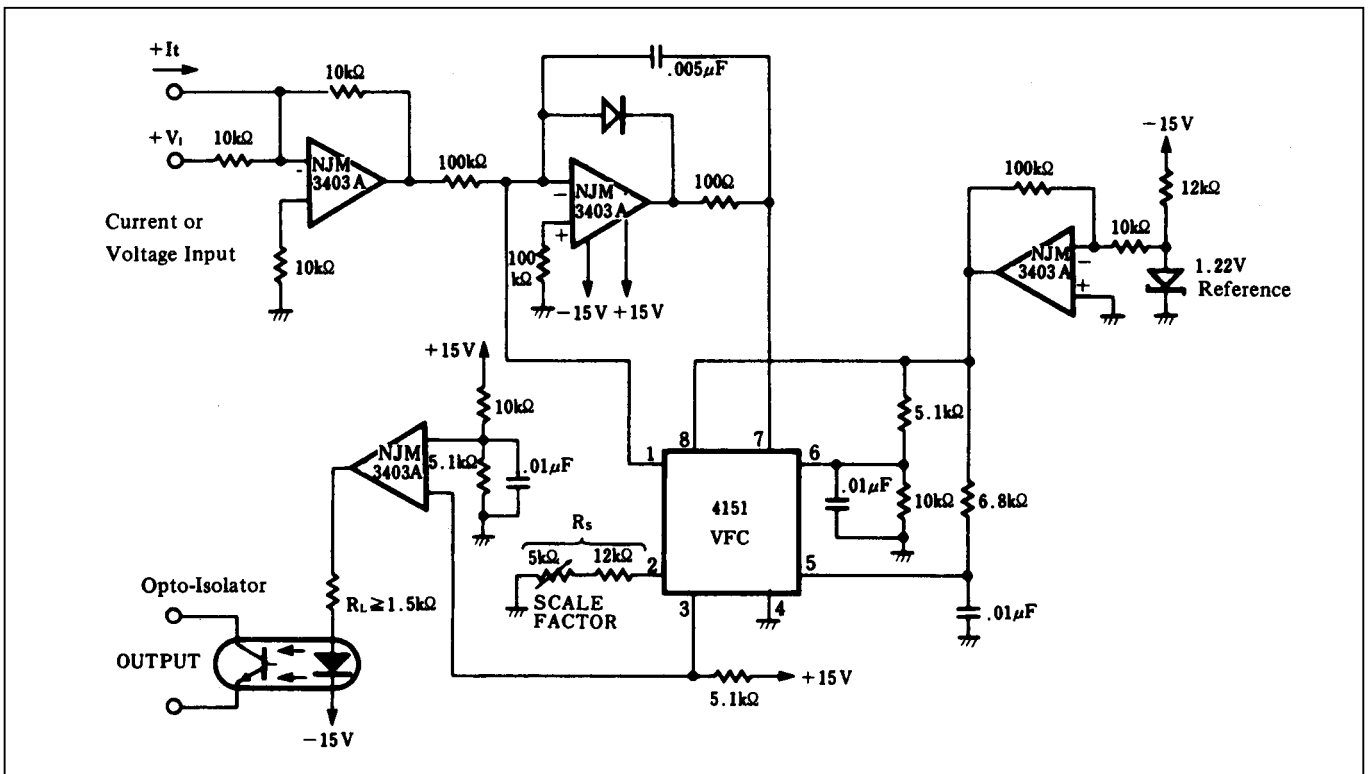 +It
10kΩ
+V₁
10kΩ
-
NJM
3403A
Current or
Voltage Input
10kΩ
100kΩ
.005μF
−
NJM
3403A
+
100
kΩ
−15V
+15V
100Ω
100kΩ
−15V
12kΩ
10kΩ
NJM
3403A
−
+
1.22V
Reference
+15V
10kΩ
NJM
3403A
5.1kΩ
.01μF
8
7
1
6
4151
VFC
2
5
3
4
5.1kΩ
.01μF
10kΩ
6.8kΩ
.01μF
Rs
5kΩ
12kΩ
SCALE
FACTOR
Opto-Isolator
RL≧1.5kΩ
OUTPUT
−15V
5.1kΩ
+15V